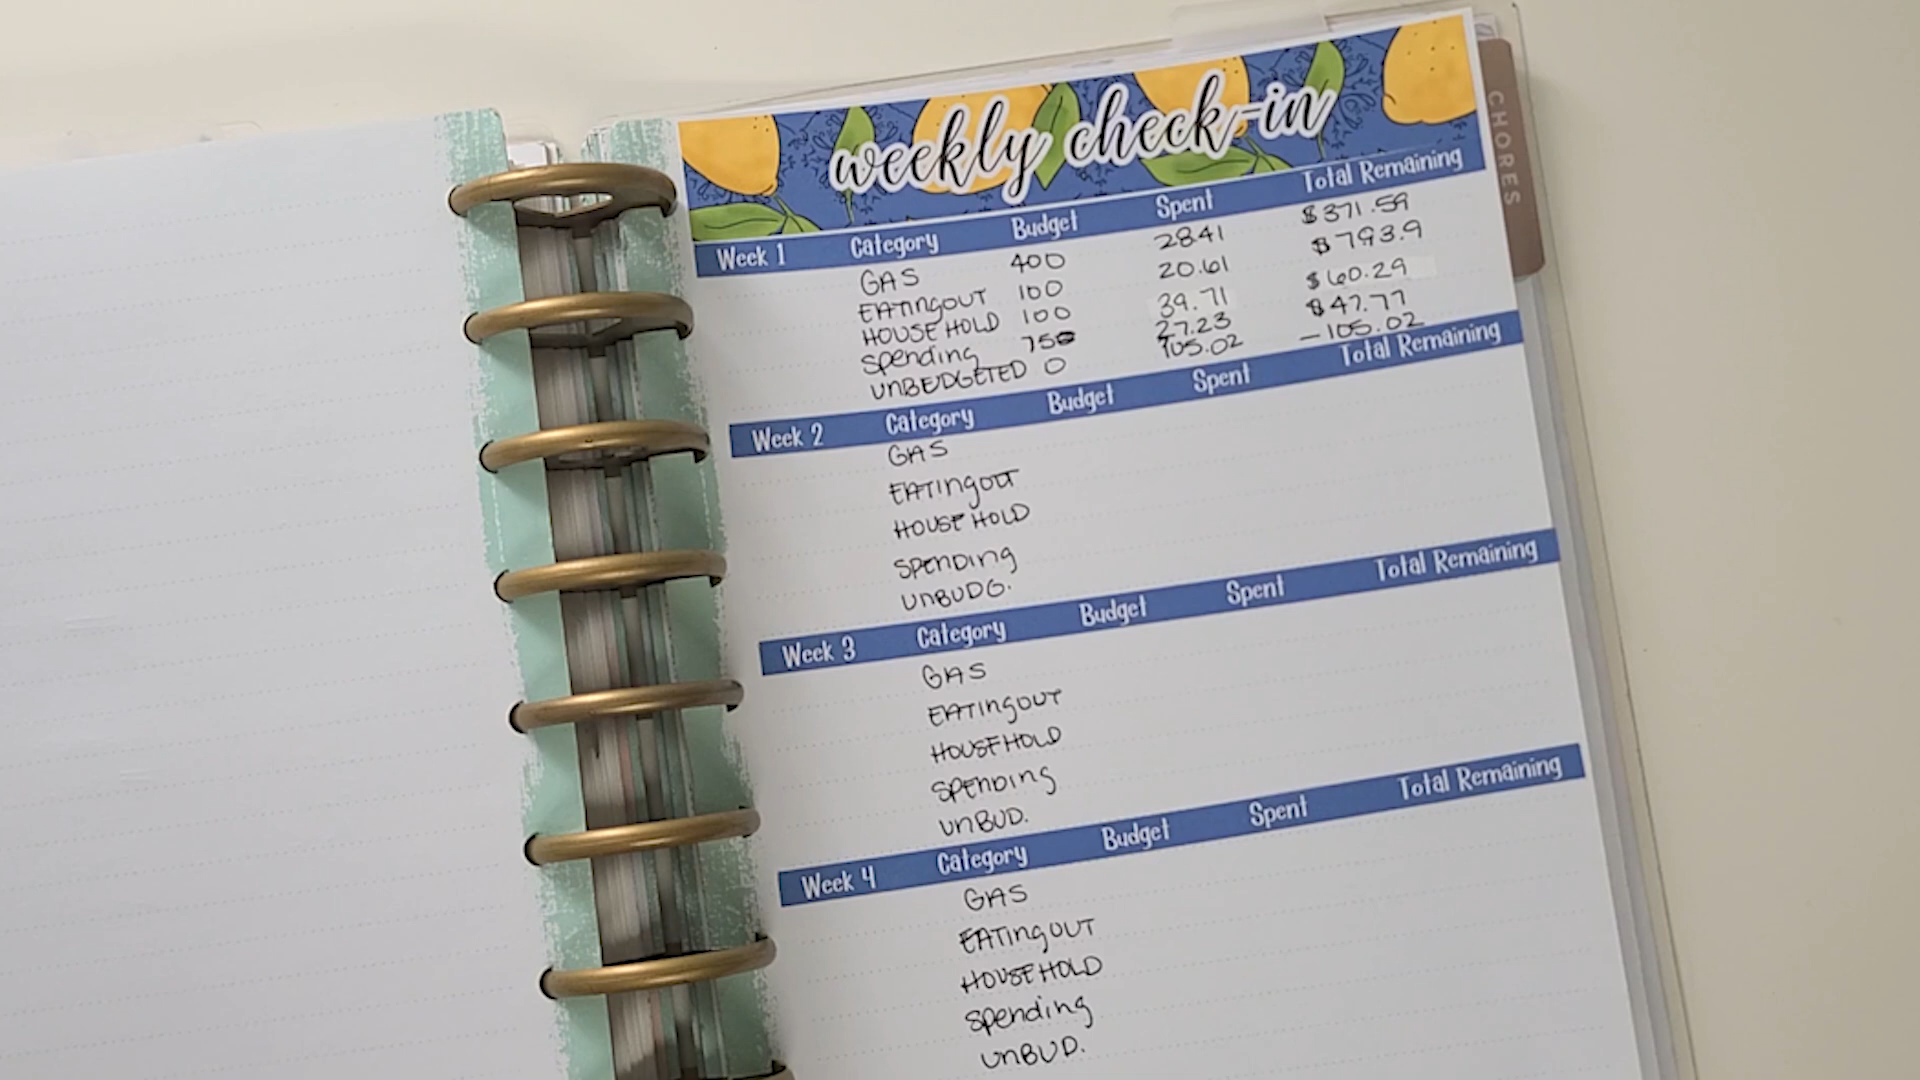 weekly check-in
CHORES
Week 1 Category Budget Spent Total Remaining
GAS 400 28.41 $371.59
EATINGOUT 100 20.61 $793.9
HOUSEHOLD 100 39.71 $60.29
Spending 27.23 $47.77
UNBEUDGETED 0 105.02 -105.02
Week 2 Category Budget Spent Total Remaining
GAS
EATINGOUT
HOUSEHOLD
SPENDING
UNBUDG.
Week 3 Category Budget Spent Total Remaining
GAS
EATINGOUT
HOUSEHOLD
SPENDING
UNBUD.
Week 4 Category Budget Spent Total Remaining
GAS
EATINGOUT
HOUSEHOLD
Spending
UNBUD.